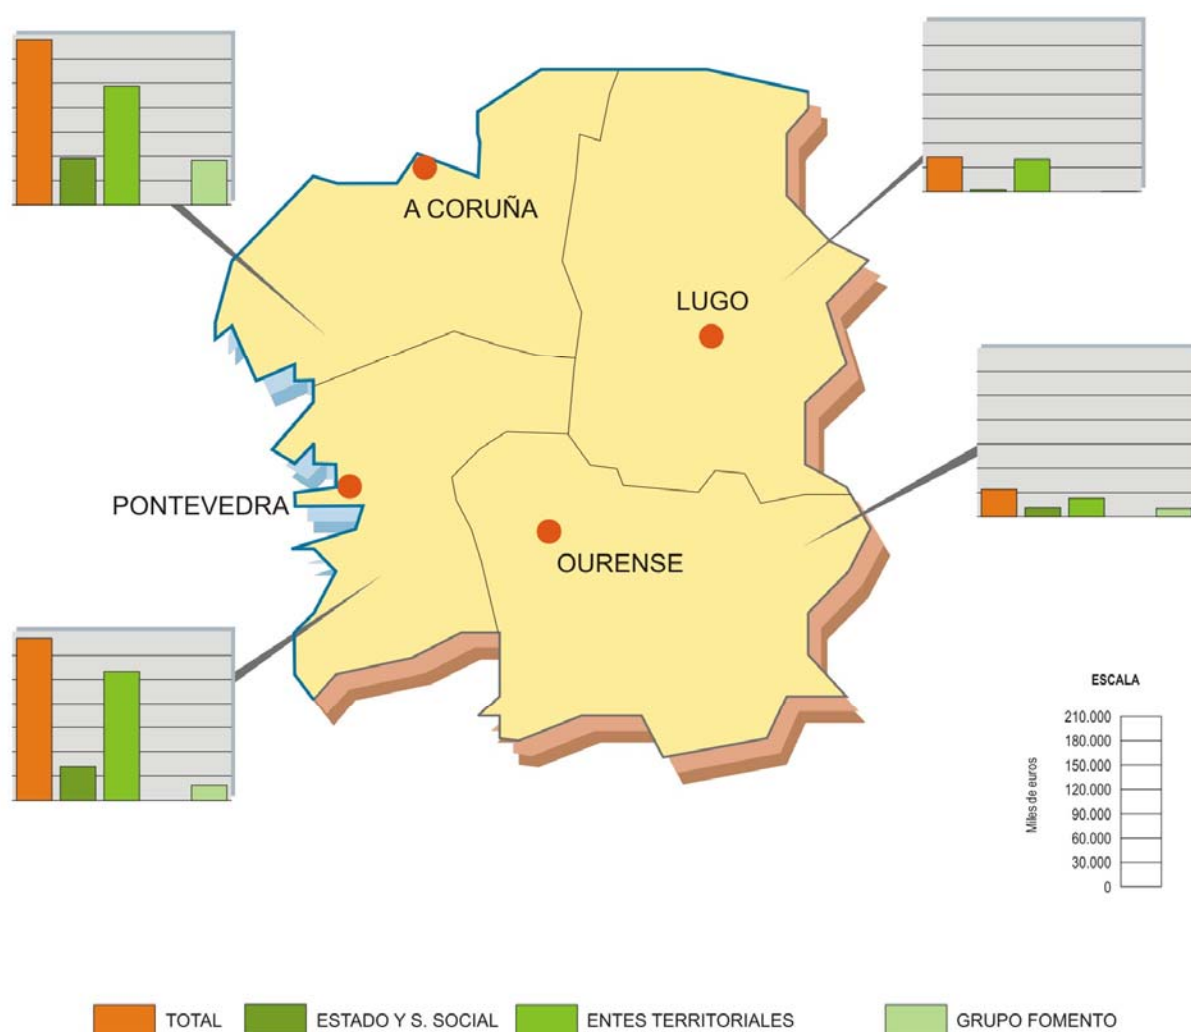 A CORUÑA
LUGO
PONTEVEDRA
OURENSE
ESCALA
210.000
180.000
150.000
120.000
90.000
60.000
30.000
0
Miles de euros
TOTAL
ESTADO Y S. SOCIAL
ENTES TERRITORIALES
GRUPO FOMENTO